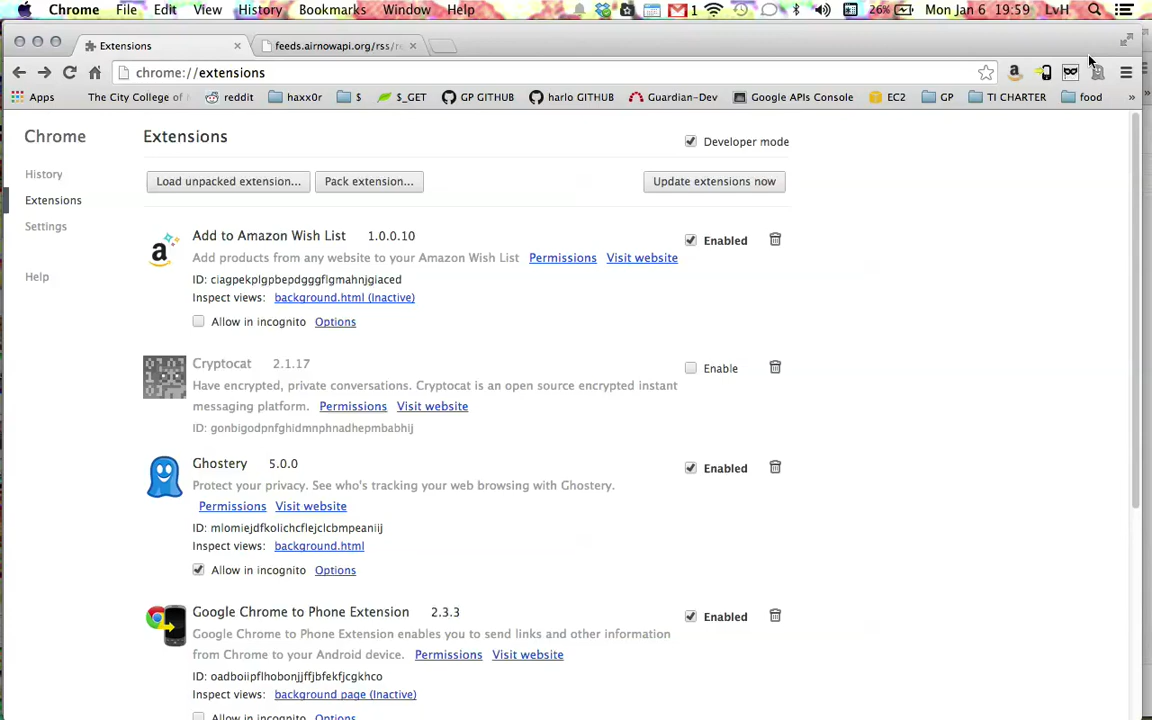 Chrome File Edit View History Bookmarks Window Help 1 26% Mon Jan 6 19:59 LvH
Extensions feeds.airnowapi.org/rss/
chrome://extensions
Apps The City College of reddit haxx0r $ $_GET GP GITHUB harlo GITHUB Guardian-Dev Google APIs Console EC2 GP TI CHARTER food »
Chrome Extensions Developer mode
History
Load unpacked extension... Pack extension... Update extensions now
Extensions
Settings
Help
Add to Amazon Wish List 1.0.0.10 Enabled
Add products from any website to your Amazon Wish List Permissions Visit website
ID: ciagpekplgpbepdgggflgmahnjgiaced
Inspect views: background.html (Inactive)
Allow in incognito Options
Cryptocat 2.1.17 Enable
Have encrypted, private conversations. Cryptocat is an open source encrypted instant
messaging platform. Permissions Visit website
ID: gonbigodpnfghidmnphnadhepmbabhij
Ghostery 5.0.0 Enabled
Protect your privacy. See who's tracking your web browsing with Ghostery.
Permissions Visit website
ID: mlomiejdfkolichcflejclcbmpeaniij
Inspect views: background.html
Allow in incognito Options
Google Chrome to Phone Extension 2.3.3 Enabled
Google Chrome to Phone Extension enables you to send links and other information
from Chrome to your Android device. Permissions Visit website
ID: oadboiipflhobonjjffjbfekfjcgkhco
Inspect views: background page (Inactive)
Allow in incognito Options